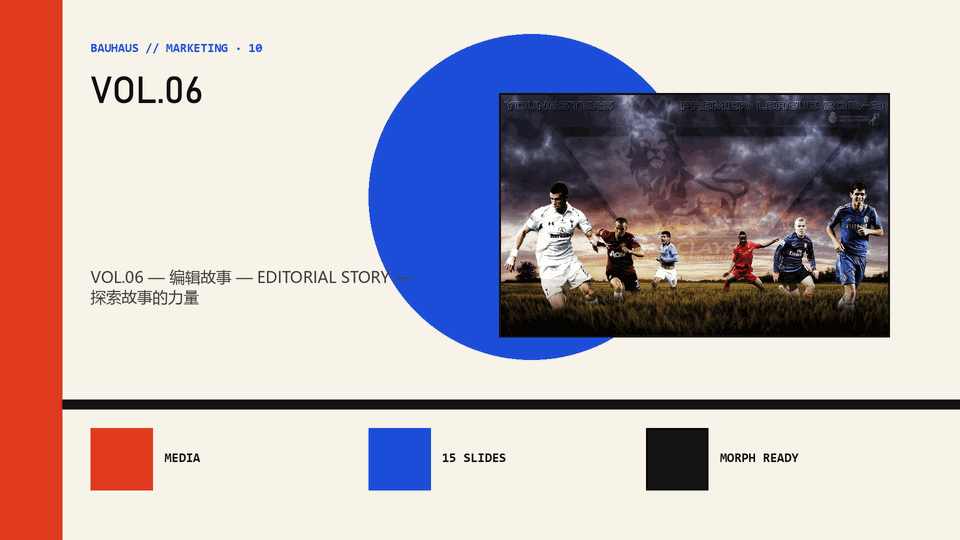 BAUHAUS // MARKETING · 10
VOL.06
YOUNGSTERS
PREMIER LEAGUE 2012-13
VOL.06 — 编辑故事 — EDITORIAL STORY —
探索故事的力量
MEDIA
15 SLIDES
MORPH READY